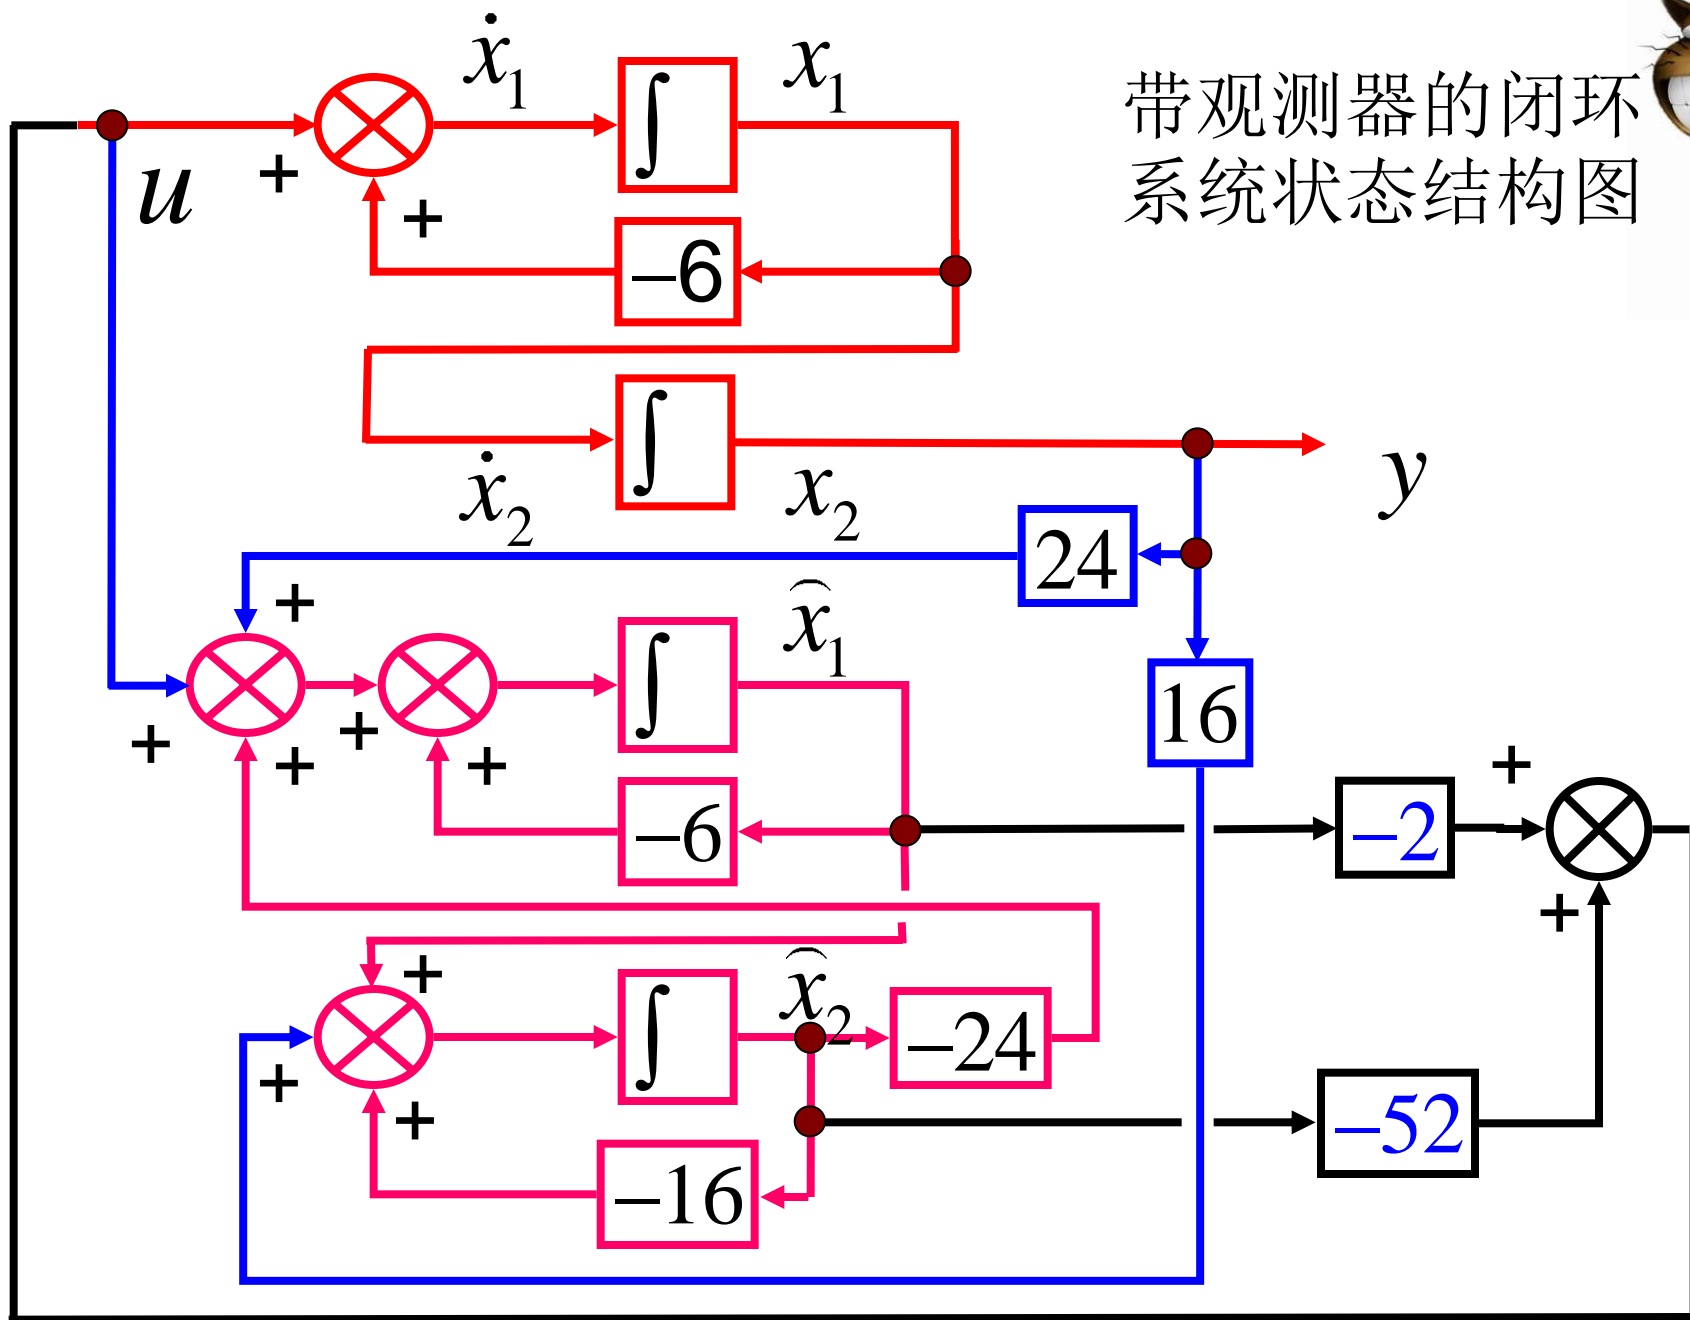 ẋ₁
x₁
带观测器的闭环
系统状态结构图
∫
+
u
+
−6
∫
ẋ₂
x₂
y
24
+
x̂₁
∫
16
+
+
+
+
+
−6
−2
+
+
x̂₂
∫
−24
+
+
−52
−16